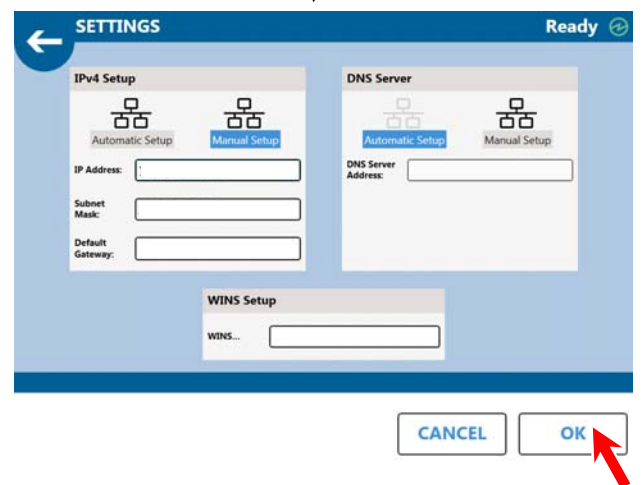 SETTINGS
Ready
IPv4 Setup
Automatic Setup
Manual Setup
IP Address:
Subnet
Mask:
Default
Gateway:
DNS Server
Automatic Setup
Manual Setup
DNS Server
Address:
WINS Setup
WINS...
CANCEL
OK